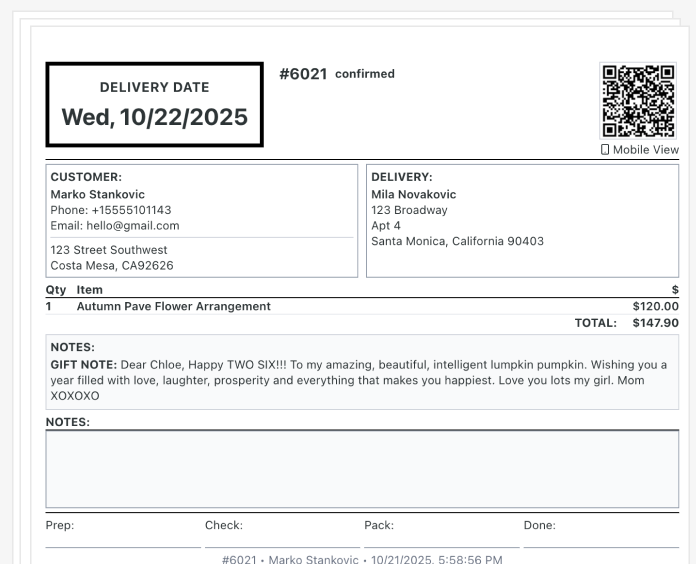 DELIVERY DATE
Wed, 10/22/2025
#6021 confirmed
Mobile View
CUSTOMER:
Marko Stankovic
Phone: +15555101143
Email: hello@gmail.com
123 Street Southwest
Costa Mesa, CA92626
DELIVERY:
Mila Novakovic
123 Broadway
Apt 4
Santa Monica, California 90403
Qty Item $
1 Autumn Pave Flower Arrangement $120.00
TOTAL: $147.90
NOTES:
GIFT NOTE: Dear Chloe, Happy TWO SIX!!! To my amazing, beautiful, intelligent lumpkin pumpkin. Wishing you a
year filled with love, laughter, prosperity and everything that makes you happiest. Love you lots my girl. Mom
XOXOXO
NOTES:
Prep: Check: Pack: Done:
#6021 • Marko Stankovic • 10/21/2025, 5:58:56 PM